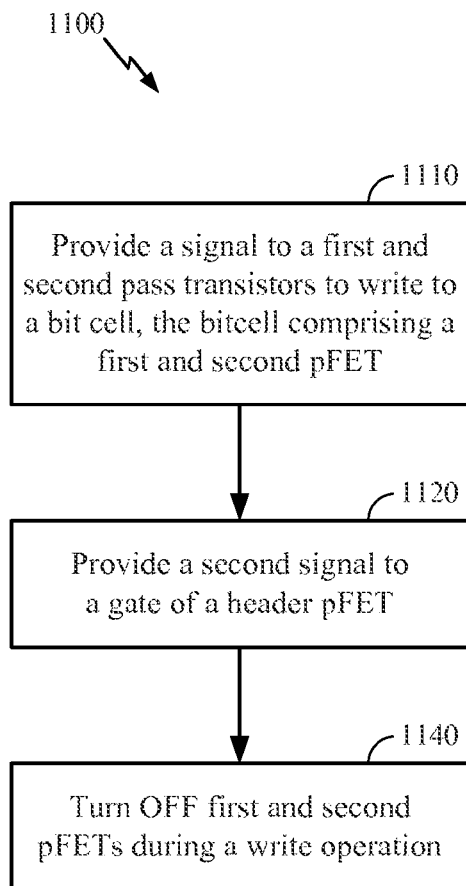 1100
1110
Provide a signal to a first and
second pass transistors to write to
a bit cell, the bitcell comprising a
first and second pFET
1120
Provide a second signal to
a gate of a header pFET
1140
Turn OFF first and second
pFETs during a write operation